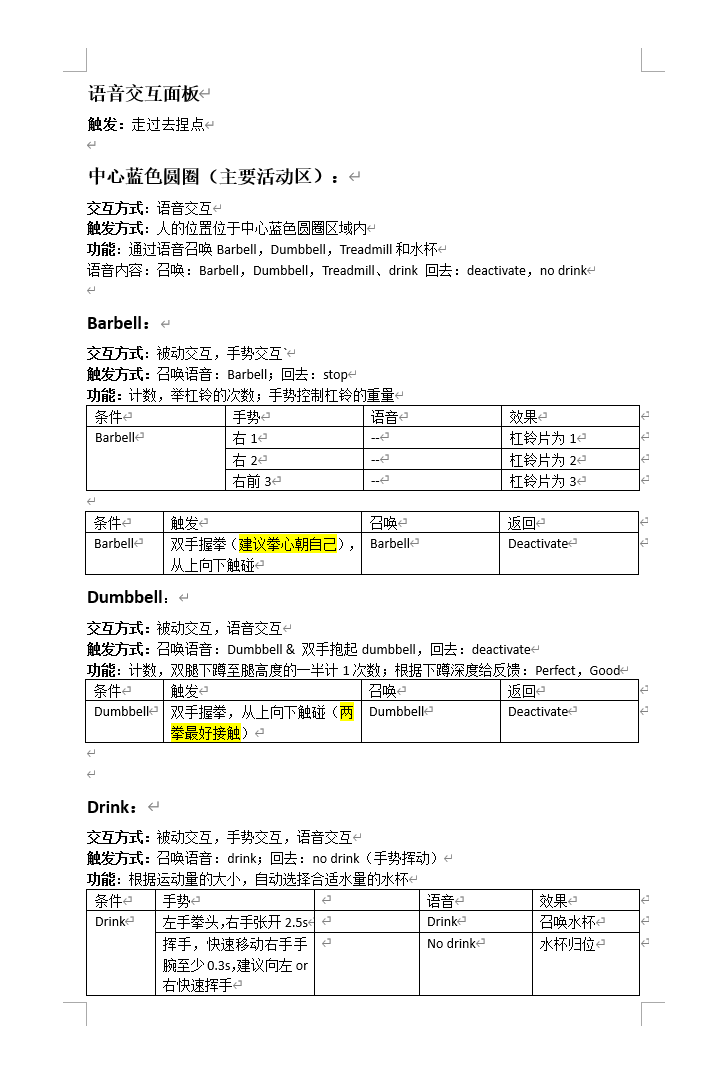 语音交互面板
触发：走过去捏点
中心蓝色圆圈（主要活动区）：
交互方式：语音交互
触发方式：人的位置位于中心蓝色圆圈区域内
功能：通过语音召唤 Barbell，Dumbbell，Treadmill 和水杯
语音内容：召唤：Barbell，Dumbbell，Treadmill、drink 回去：deactivate，no drink
Barbell：
交互方式：被动交互，手势交互`
触发方式：召唤语音：Barbell；回去：stop
功能：计数，举杠铃的次数；手势控制杠铃的重量
条件 手势 语音 效果
Barbell 右 1 -- 杠铃片为 1
右 2 -- 杠铃片为 2
右前 3 -- 杠铃片为 3
条件 触发 召唤 返回
Barbell 双手握拳（建议拳心朝自己）， Barbell Deactivate
从上向下触碰
Dumbbell：
交互方式：被动交互，语音交互
触发方式：召唤语音：Dumbbell & 双手抱起 dumbbell，回去：deactivate
功能：计数，双腿下蹲至腿高度的一半计 1 次数；根据下蹲深度给反馈：Perfect，Good
条件 触发 召唤 返回
Dumbbell 双手握拳，从上向下触碰（两 Dumbbell Deactivate
拳最好接触）
Drink：
交互方式：被动交互，手势交互，语音交互
触发方式：召唤语音：drink；回去：no drink（手势挥动）
功能：根据运动量的大小，自动选择合适水量的水杯
条件 手势 语音 效果
Drink 左手拳头,右手张开 2.5s Drink 召唤水杯
挥手，快速移动右手手 No drink 水杯归位
腕至少 0.3s,建议向左 or
右快速挥手